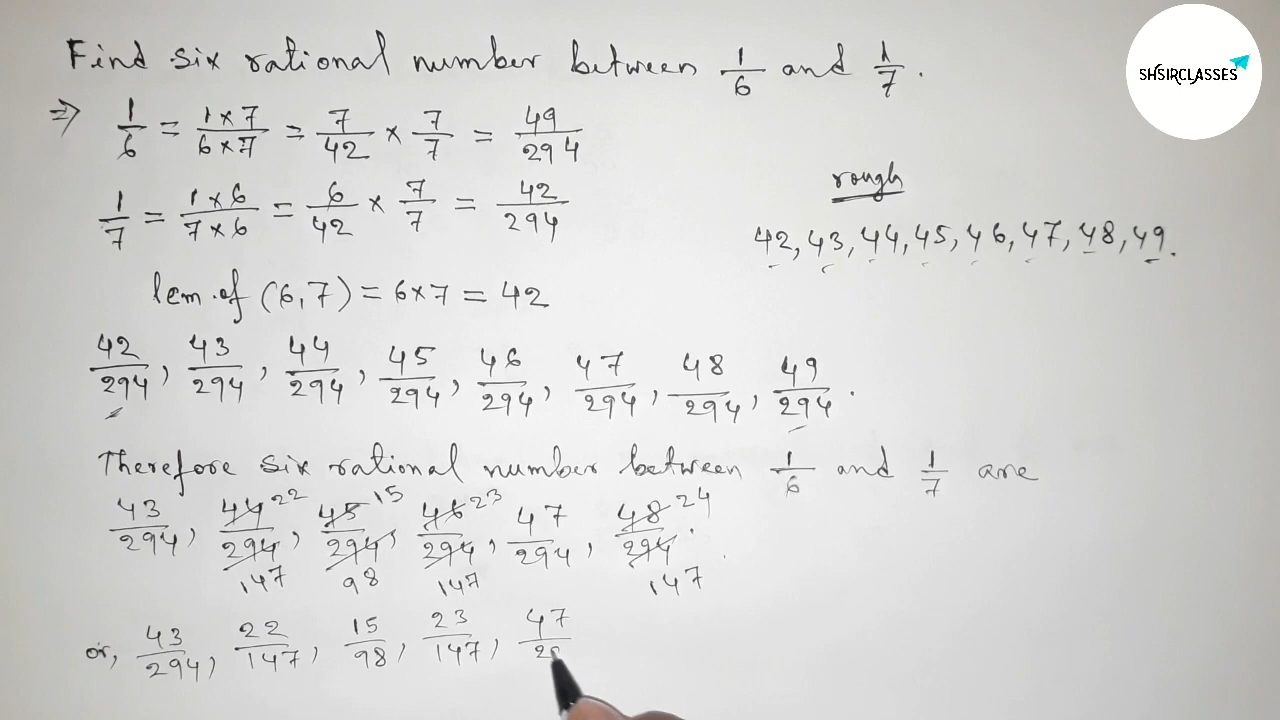 Find six rational number between 1/6 and 1/7.
SHSIRCLASSES
⇒ 1/6 = 1×7/6×7 = 7/42 × 7/7 = 49/294
1/7 = 1×6/7×6 = 6/42 × 7/7 = 42/294
rough
42, 43, 44, 45, 46, 47, 48, 49.
lcm. of (6,7) = 6×7 = 42
42/294, 43/294, 44/294, 45/294, 46/294, 47/294, 48/294, 49/294.
Therefore six rational number between 1/6 and 1/7 are
43/294, 44/294, 45/294, 46/294, 47/294, 48/294.
22 15 23 24
147 98 147 147
or, 43/294, 22/147, 15/98, 23/147, 47/29